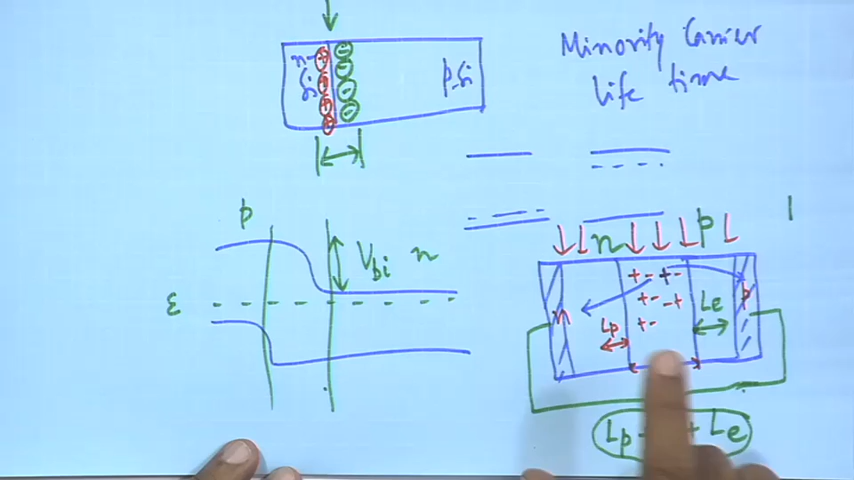 n-
Si
+ + + +
- - - -
p-Si
Minority Carrier
life time
p
Vbi n
ε
n p
+ - + -
+ - - +
+ -
n
Lp
Le
p
Lp + Le